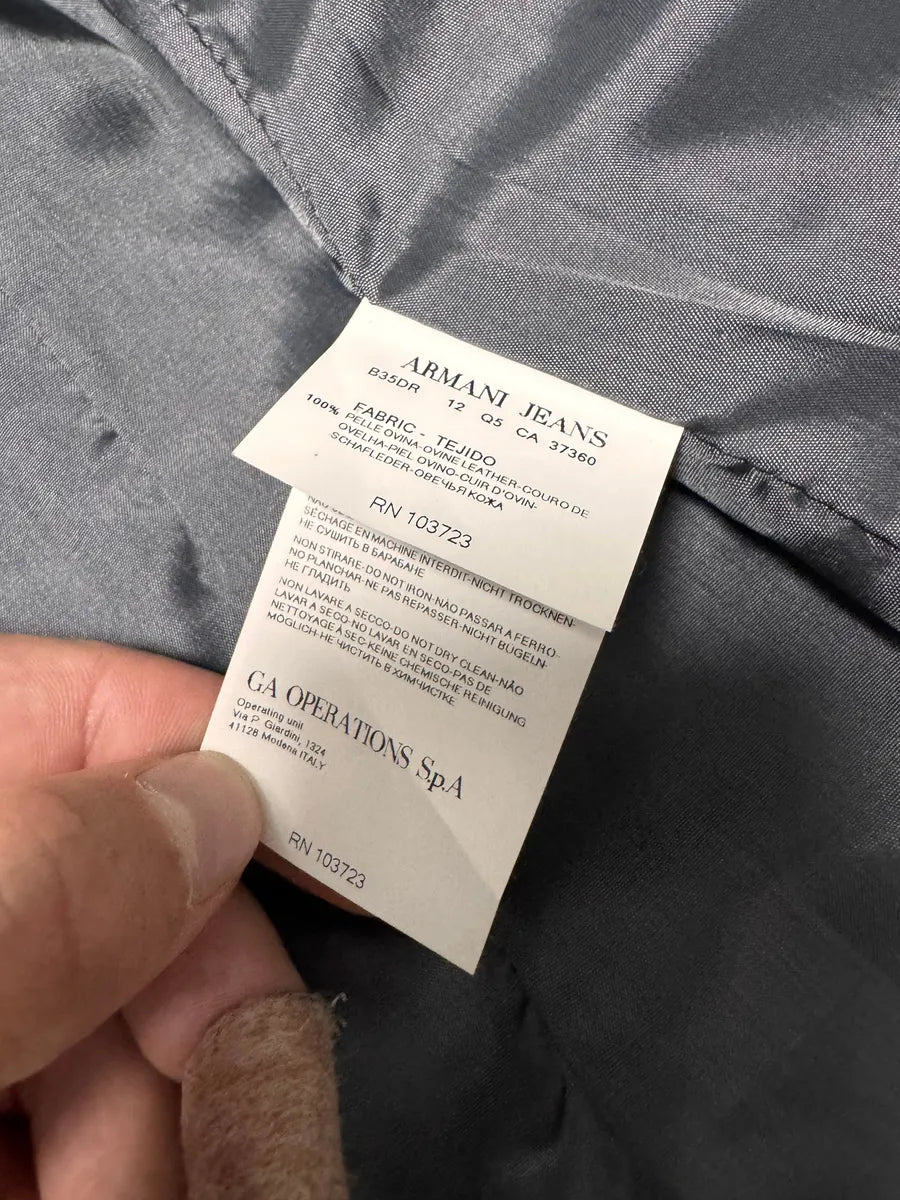 ARMANI JEANS
B35DR 12 Q5 CA 37360
FABRIC - TEJIDO
100% PELLE OVINA-OVINE LEATHER-COURO DE
OVELHA-PIEL OVINO-CUIR D'OVIN-
SCHAFLEDER-ОВЕЧЬЯ КОЖА
RN 103723
SÉCHAGE EN MACHINE INTERDIT-NICHT TROCKNEN-
НЕ СУШИТЬ В БАРАБАНЕ
NON STIRARE-DO NOT IRON-NÃO PASSAR A FERRO-
NO PLANCHAR-NE PAS REPASSER-NICHT BUGELN-
НЕ ГЛАДИТЬ
NON LAVARE A SECCO-DO NOT DRY CLEAN-NÃO
LAVAR A SECO-NO LAVAR EN SECO-PAS DE
NETTOYAGE À SEC-KEINE CHEMISCHE REINIGUNG
MÖGLICH-НЕ ЧИСТИТЬ В ХИМЧИСТКЕ
GA OPERATIONS S.p.A
Operating unit
Via P. Giardini, 1324
41128 Modena ITALY
RN 103723